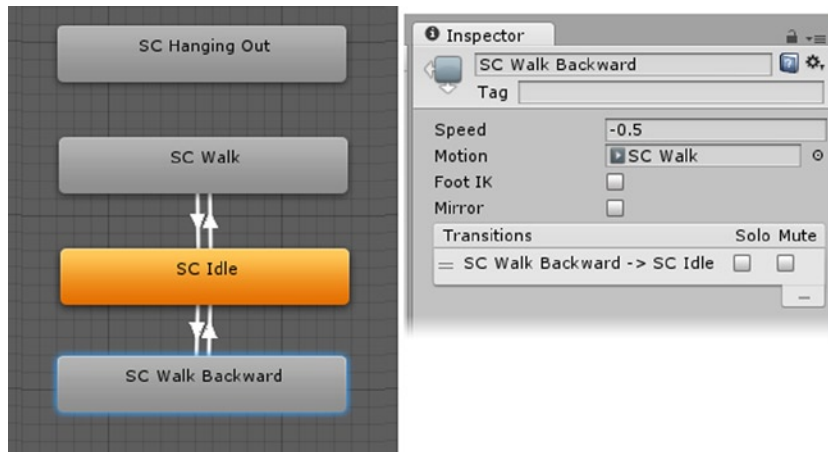 SC Hanging Out
SC Walk
SC Idle
SC Walk Backward
Inspector
SC Walk Backward
Tag
Speed -0.5
Motion SC Walk
Foot IK
Mirror
Transitions Solo Mute
= SC Walk Backward -> SC Idle